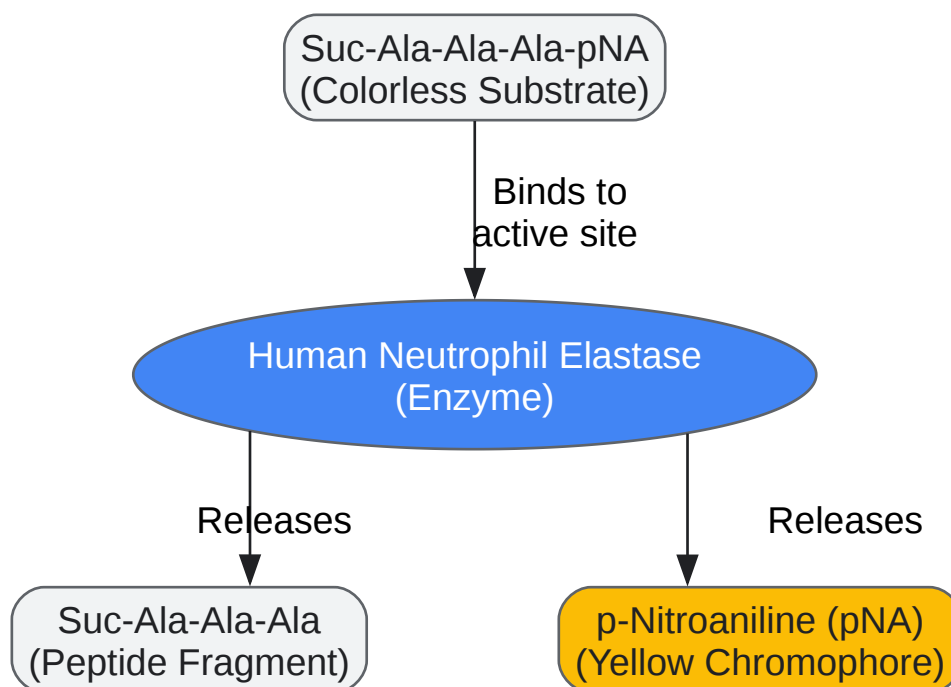 Suc-Ala-Ala-Ala-pNA
(Colorless Substrate)
Binds to
active site
Human Neutrophil Elastase
(Enzyme)
Releases
Releases
Suc-Ala-Ala-Ala
(Peptide Fragment)
p-Nitroaniline (pNA)
(Yellow Chromophore)